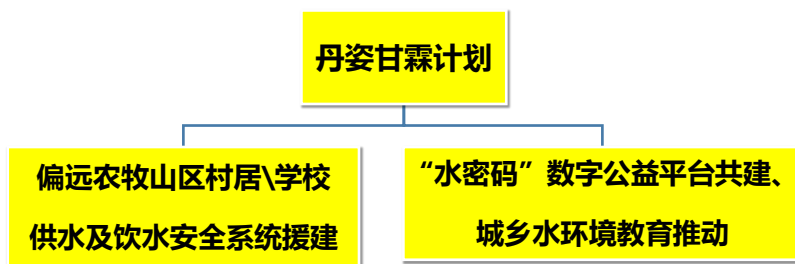 丹姿甘霖计划
偏远农牧山区村居\学校
供水及饮水安全系统援建
“水密码”数字公益平台共建、
城乡水环境教育推动